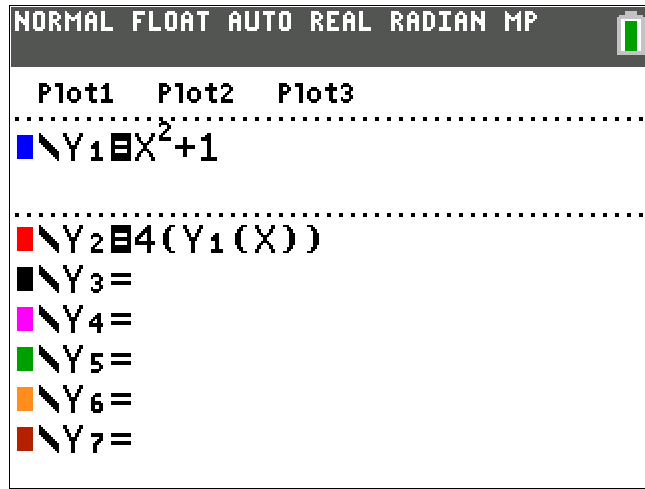 NORMAL FLOAT AUTO REAL RADIAN MP
Plot1 Plot2 Plot3
\Y₁=X²+1
\Y₂=4(Y₁(X))
\Y₃=
\Y₄=
\Y₅=
\Y₆=
\Y₇=